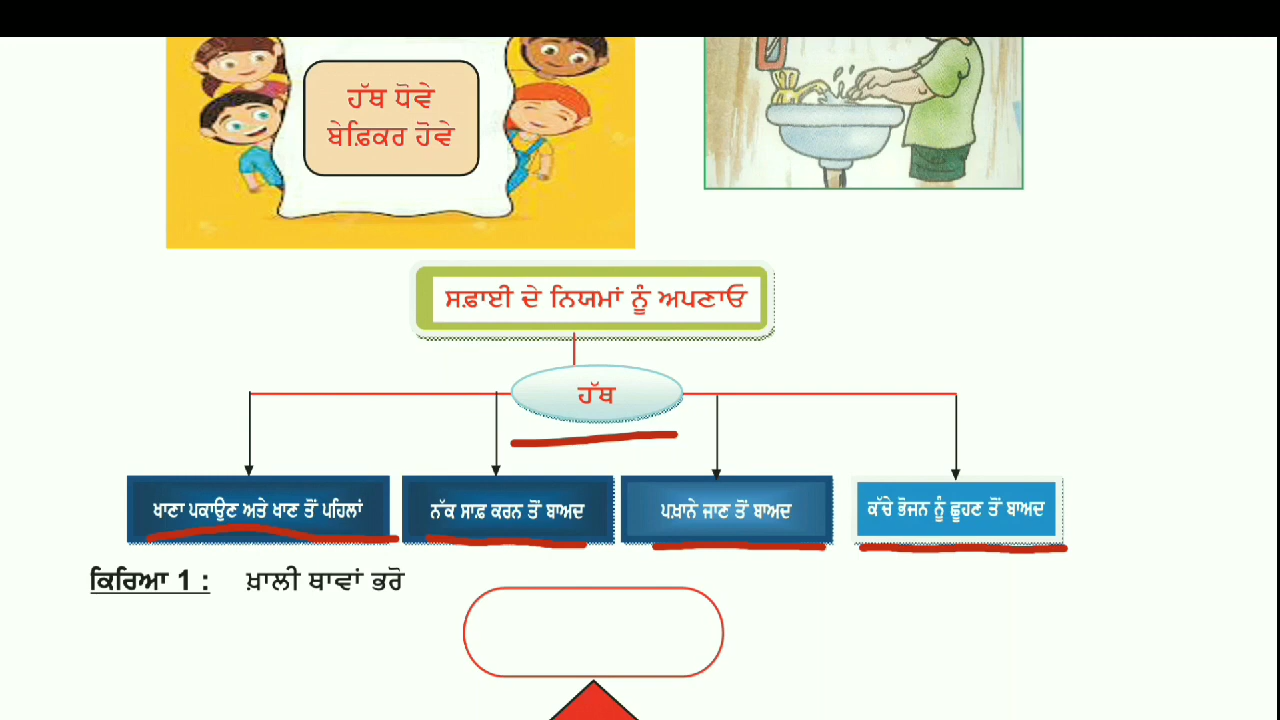 ਹੱਥ ਧੋਵੋ
ਬੇਫ਼ਿਕਰ ਹੋਵੋ
ਸਫ਼ਾਈ ਦੇ ਨਿਯਮਾਂ ਨੂੰ ਅਪਣਾਓ
ਹੱਥ
ਖਾਣਾ ਪਕਾਉਣ ਅਤੇ ਖਾਣ ਤੋਂ ਪਹਿਲਾਂ
ਨੱਕ ਸਾਫ਼ ਕਰਨ ਤੋਂ ਬਾਅਦ
ਪਖ਼ਾਨੇ ਜਾਣ ਤੋਂ ਬਾਅਦ
ਕੱਚੇ ਭੋਜਨ ਨੂੰ ਛੂਹਣ ਤੋਂ ਬਾਅਦ
ਕਿਰਿਆ 1 : ਖ਼ਾਲੀ ਥਾਵਾਂ ਭਰੋ